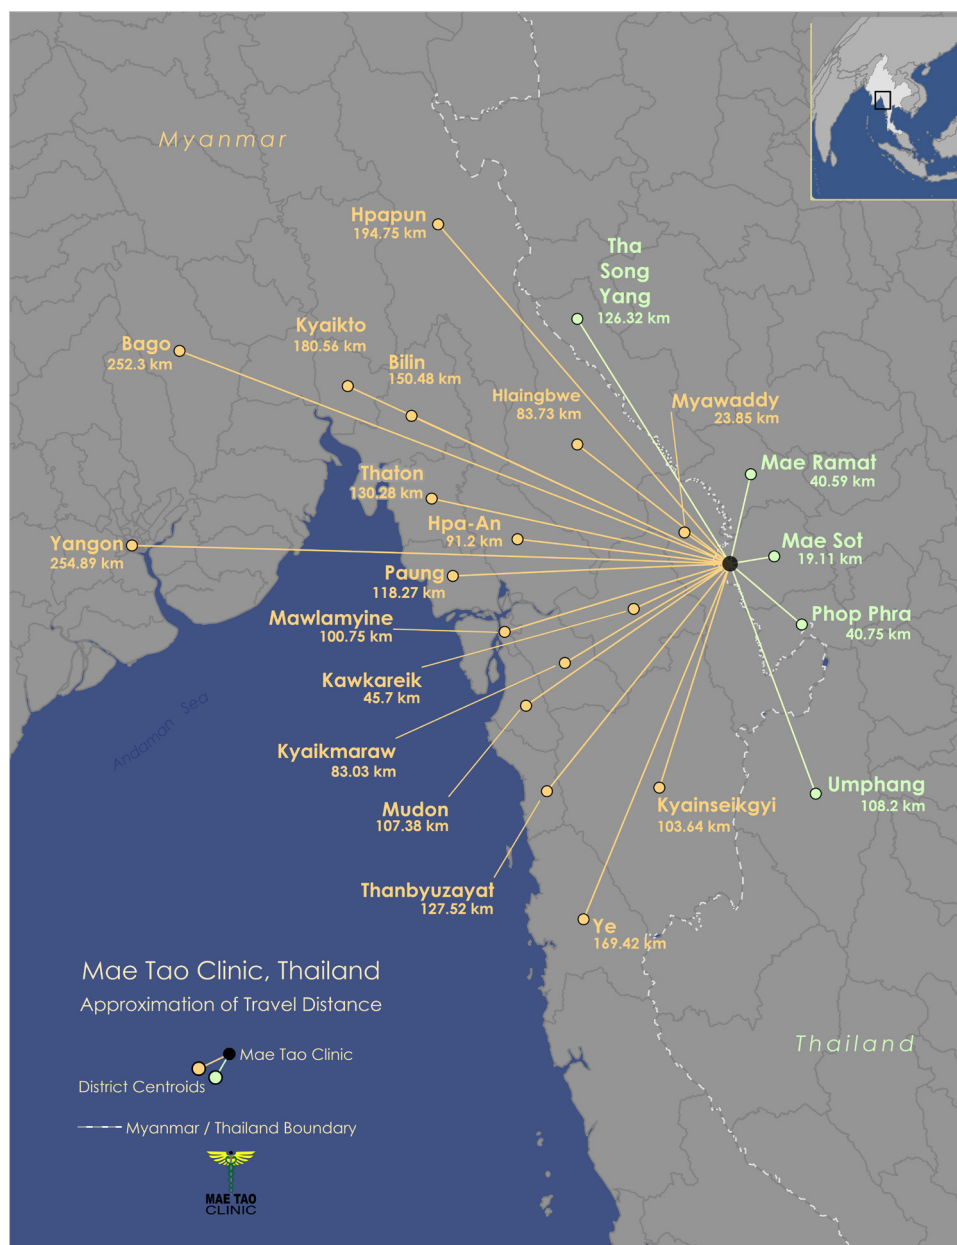 Myanmar
Hpapun
194.75 km
Tha
Song
Yang
126.32 km
Kyaikto
180.56 km
Bago
252.3 km
Bilin
150.48 km
Hlaingbwe
83.73 km
Myawaddy
23.85 km
Mae Ramat
40.59 km
Thaton
130.28 km
Hpa-An
91.2 km
Yangon
254.89 km
Mae Sot
19.11 km
Paung
118.27 km
Phop Phra
40.75 km
Mawlamyine
100.75 km
Kawkareik
45.7 km
Andaman Sea
Kyaikmaraw
83.03 km
Umphang
108.2 km
Mudon
107.38 km
Kyainseikgyi
103.64 km
Thanbyuzayat
127.52 km
Ye
169.42 km
Mae Tao Clinic, Thailand
Approximation of Travel Distance
Thailand
Mae Tao Clinic
District Centroids
Myanmar / Thailand Boundary
MAE TAO
CLINIC